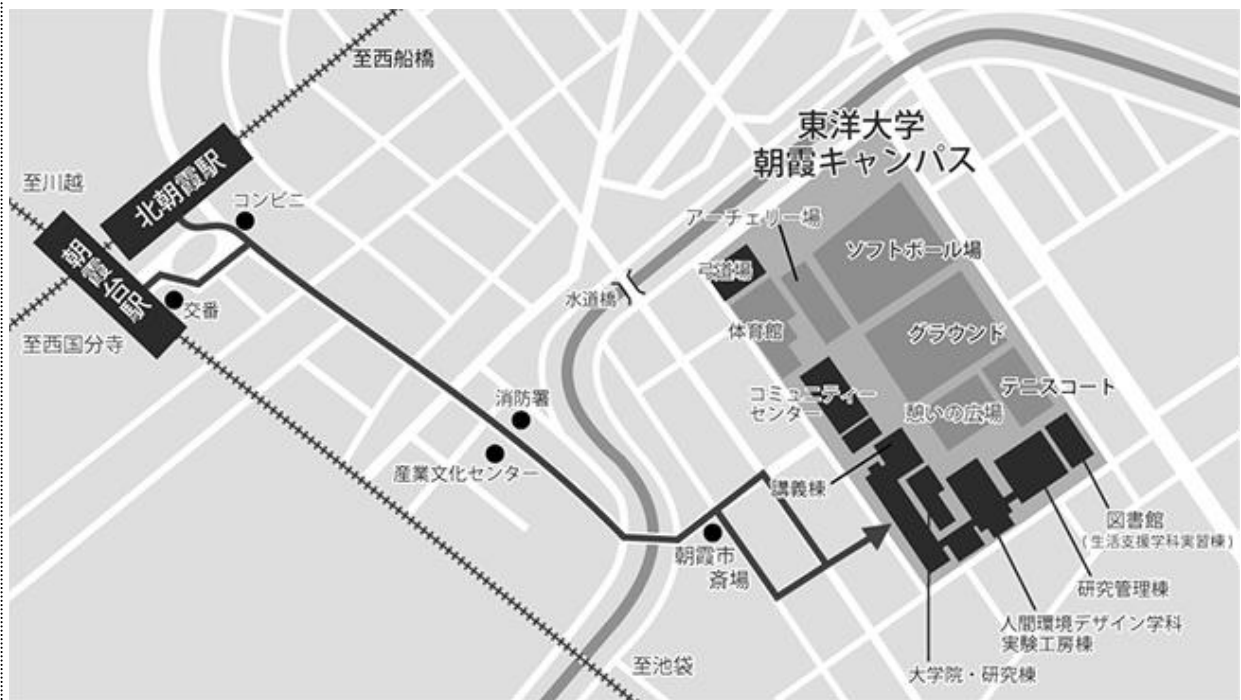 至西船橋
東洋大学
朝霞キャンパス
北朝霞駅
至川越
コンビニ
アーチェリー場
ソフトボール場
朝霞台駅
弓道場
水道橋
交番
体育館
グラウンド
至西国分寺
テニスコート
コミュニティー
センター
消防署
憩いの広場
産業文化センター
講義棟
図書館
(生活支援学科実習棟)
朝霞市
斎場
研究管理棟
人間環境デザイン学科
実験工房棟
至池袋
大学院・研究棟